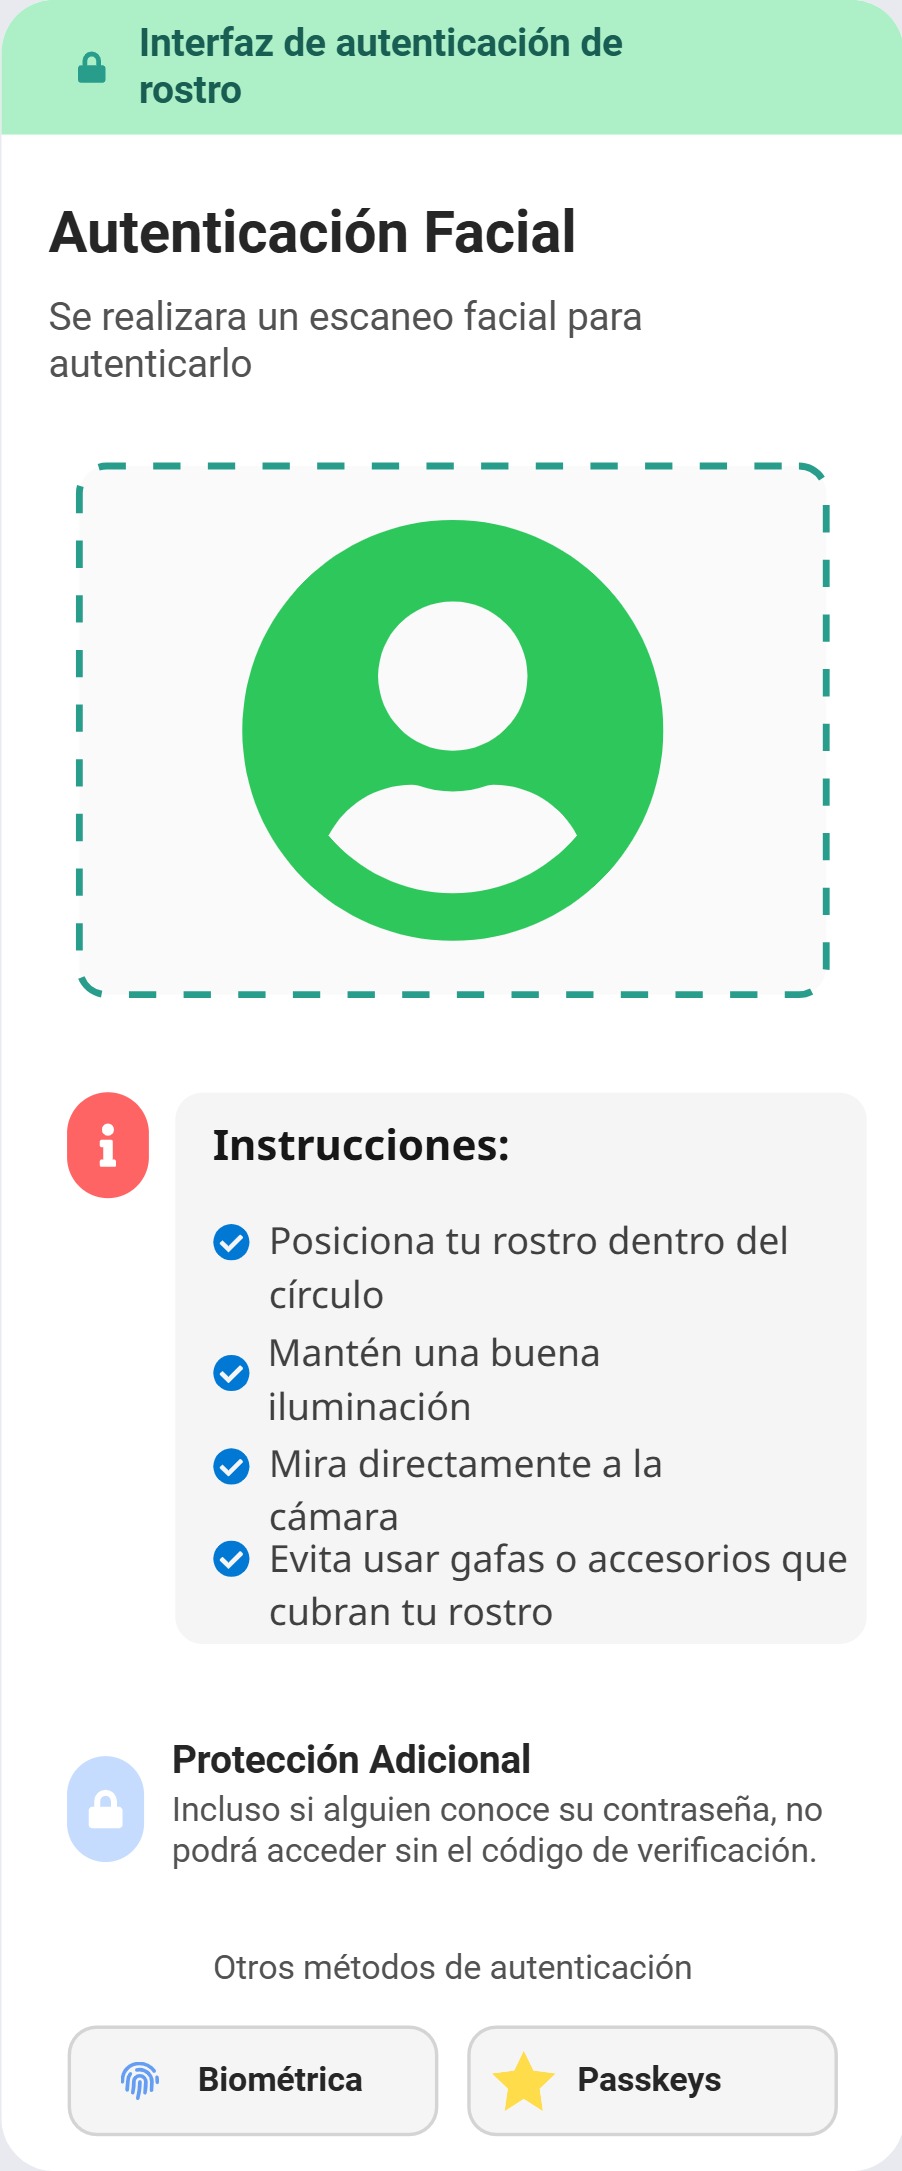 Interfaz de autenticación de
rostro
Autenticación Facial
Se realizara un escaneo facial para
autenticarlo
Instrucciones:
Posiciona tu rostro dentro del
círculo
Mantén una buena
iluminación
Mira directamente a la
cámara
Evita usar gafas o accesorios que
cubran tu rostro
Protección Adicional
Incluso si alguien conoce su contraseña, no
podrá acceder sin el código de verificación.
Otros métodos de autenticación
Biométrica
Passkeys